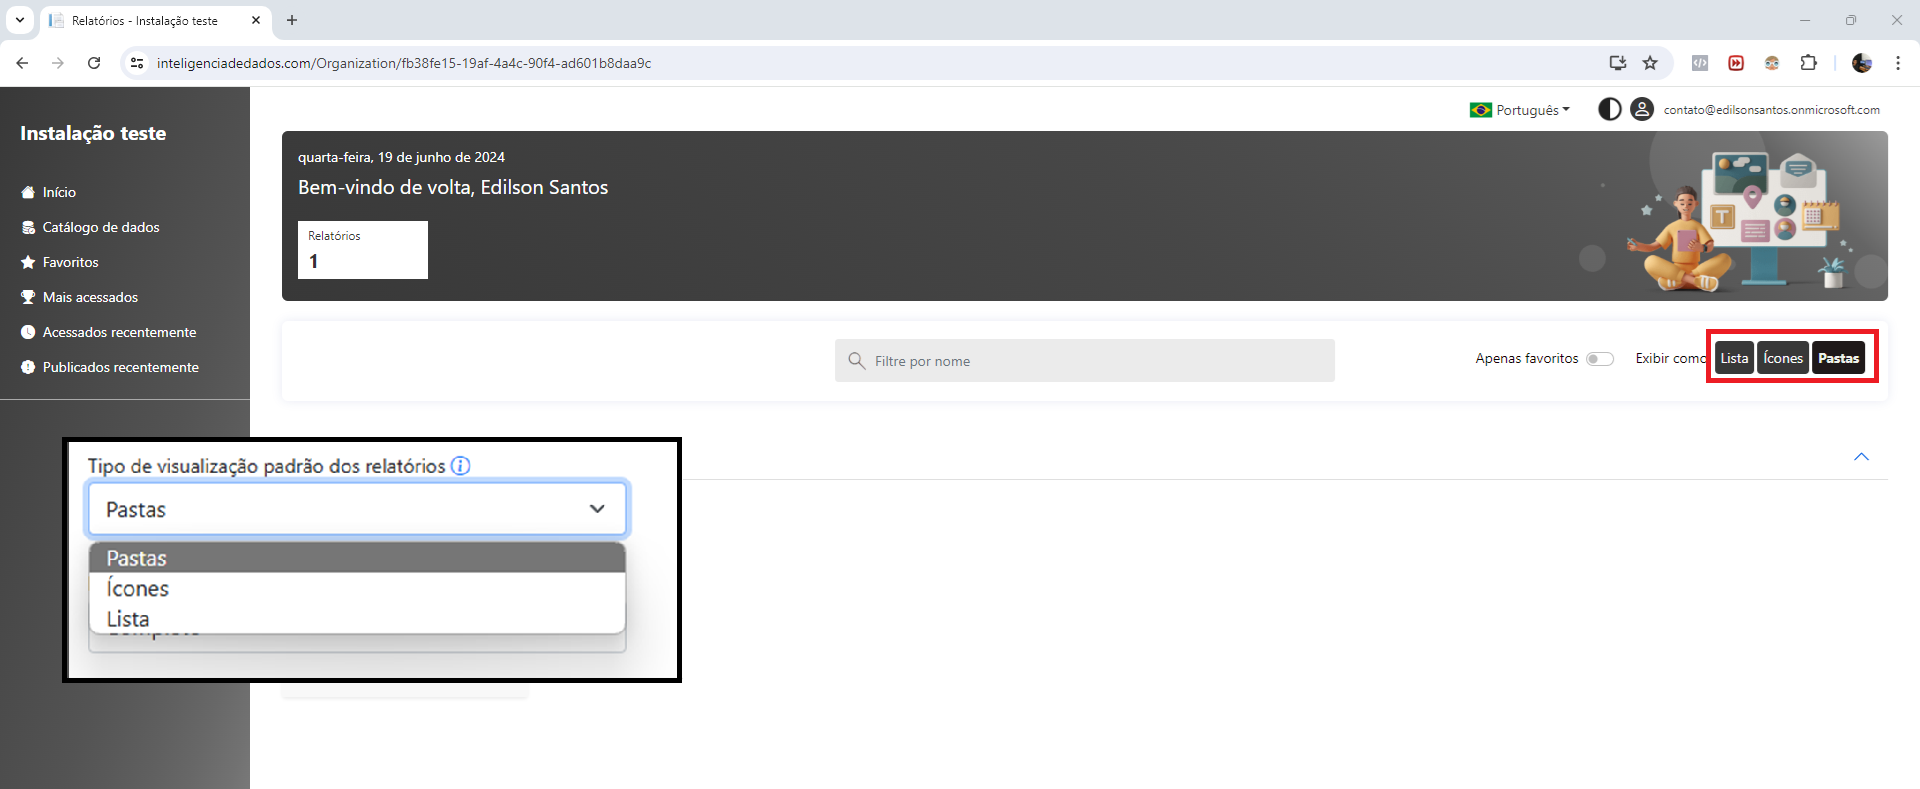 Relatórios - Instalação teste
inteligenciadedados.com/Organization/fb38fe15-19af-4a4c-90f4-ad601b8daa9c
Instalação teste
Início
Catálogo de dados
Favoritos
Mais acessados
Acessados recentemente
Publicados recentemente
Português
contato@edilsonsantos.onmicrosoft.com
quarta-feira, 19 de junho de 2024
Bem-vindo de volta, Edilson Santos
Relatórios
1
T
Filtre por nome
Apenas favoritos
Exibir como
Lista
Ícones
Pastas
Tipo de visualização padrão dos relatórios
Pastas
Pastas
Ícones
Lista